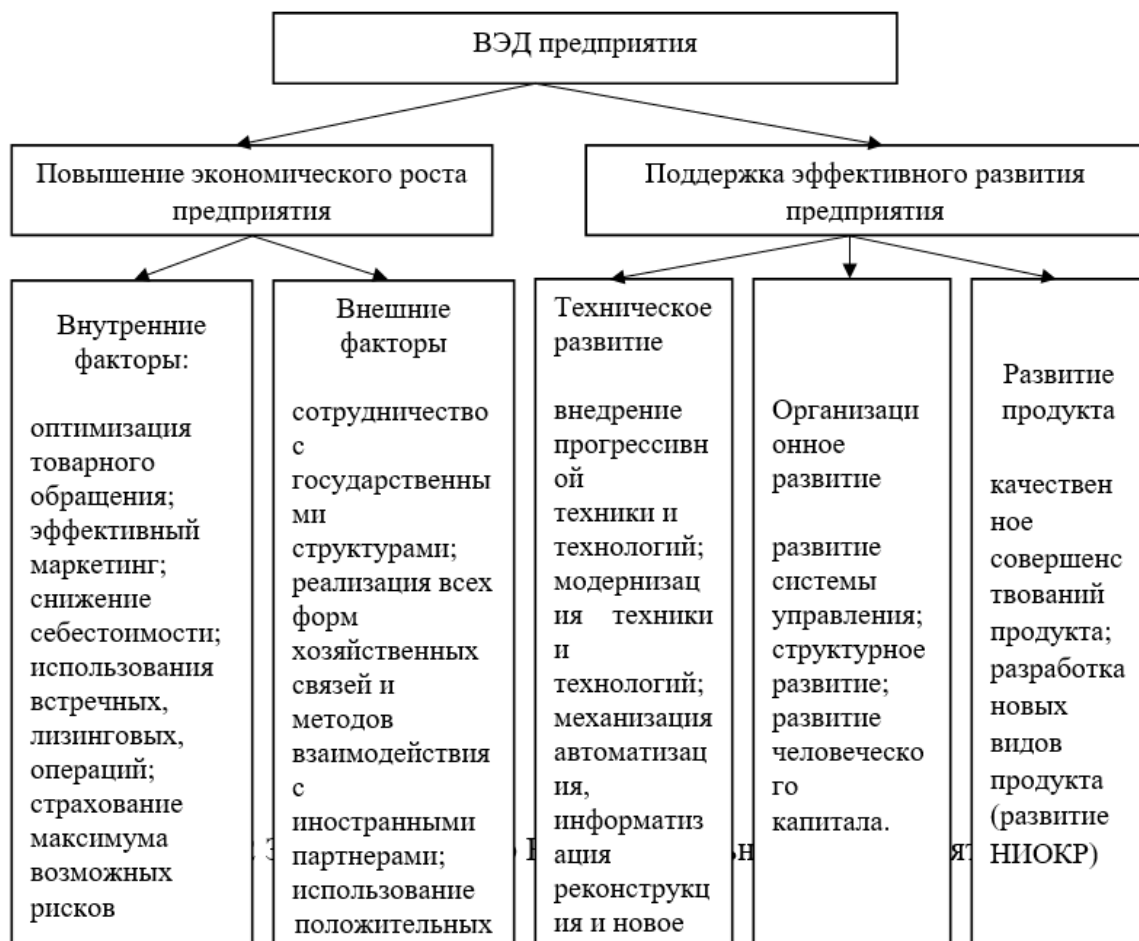 ВЭД предприятия
Повышение экономического роста
предприятия
Поддержка эффективного развития
предприятия
Внутренние
факторы:
оптимизация
товарного
обращения;
эффективный
маркетинг;
снижение
себестоимости;
использования
встречных,
лизинговых,
операций;
страхование
максимума
возможных
рисков
Внешние
факторы
сотрудничество
с
государственны
ми
структурами;
реализация всех
форм
хозяйственных
связей и
методов
взаимодействия
с
иностранными
партнерами;
использование
положительных
Техническое
развитие
внедрение
прогрессивн
ой
техники и
технологий;
модернизац
ия техники
и
технологий;
механизация
автоматизац
ия,
информатиз
ация
реконструкц
ия и новое
Организаци
онное
развитие
развитие
системы
управления;
структурное
развитие;
развитие
человеческо
го
капитала.
Развитие
продукта
качествен
ное
совершенс
твований
продукта;
разработка
новых
видов
продукта
(развитие
НИОКР)